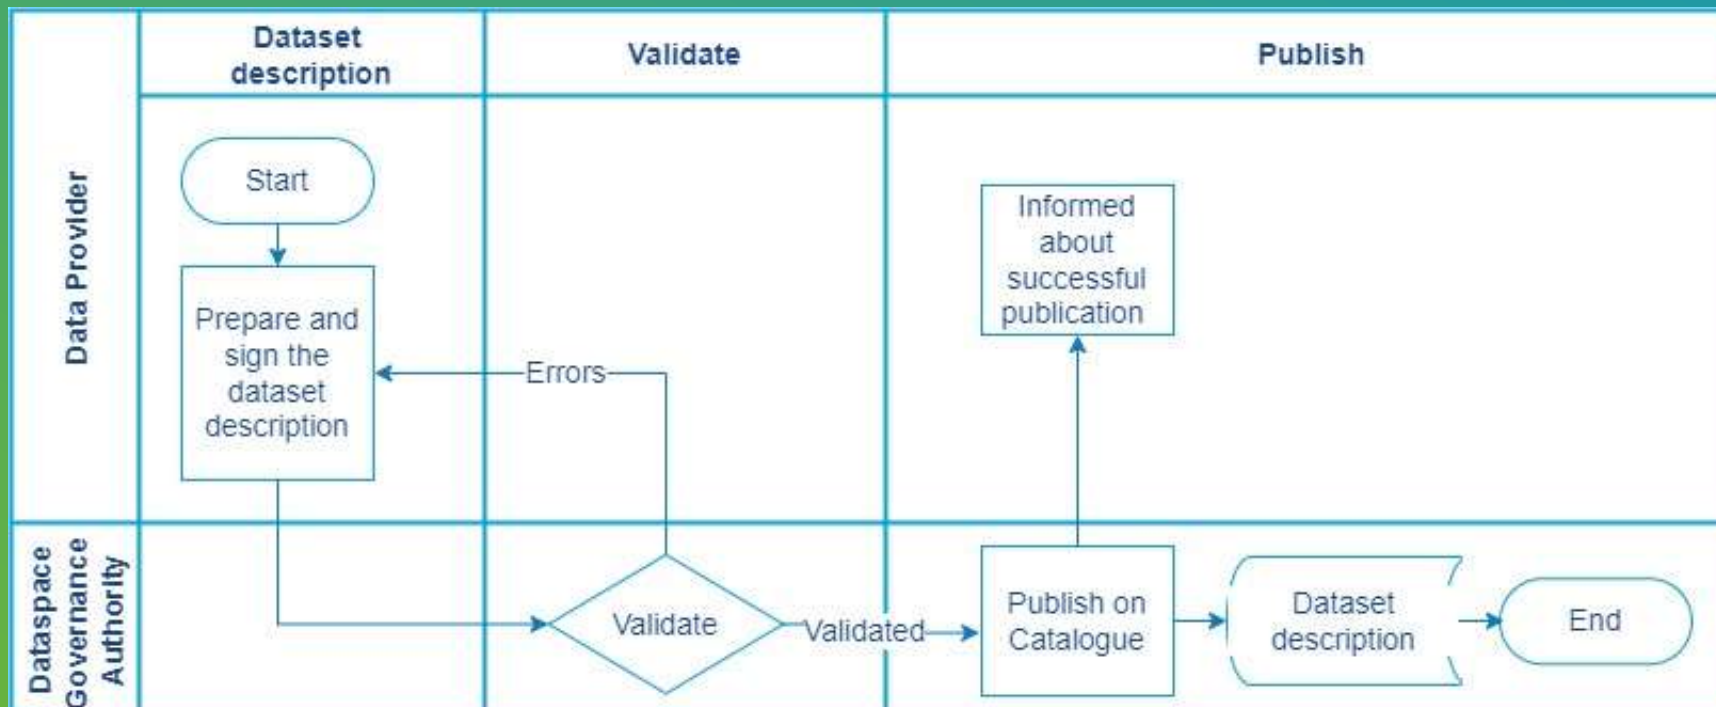 Dataset
description
Validate
Publish
Data Provider
Start
Prepare and
sign the
dataset
description
Errors
Informed
about
successful
publication
Dataspace
Governance
Authority
Validate
Validated
Publish on
Catalogue
Dataset
description
End